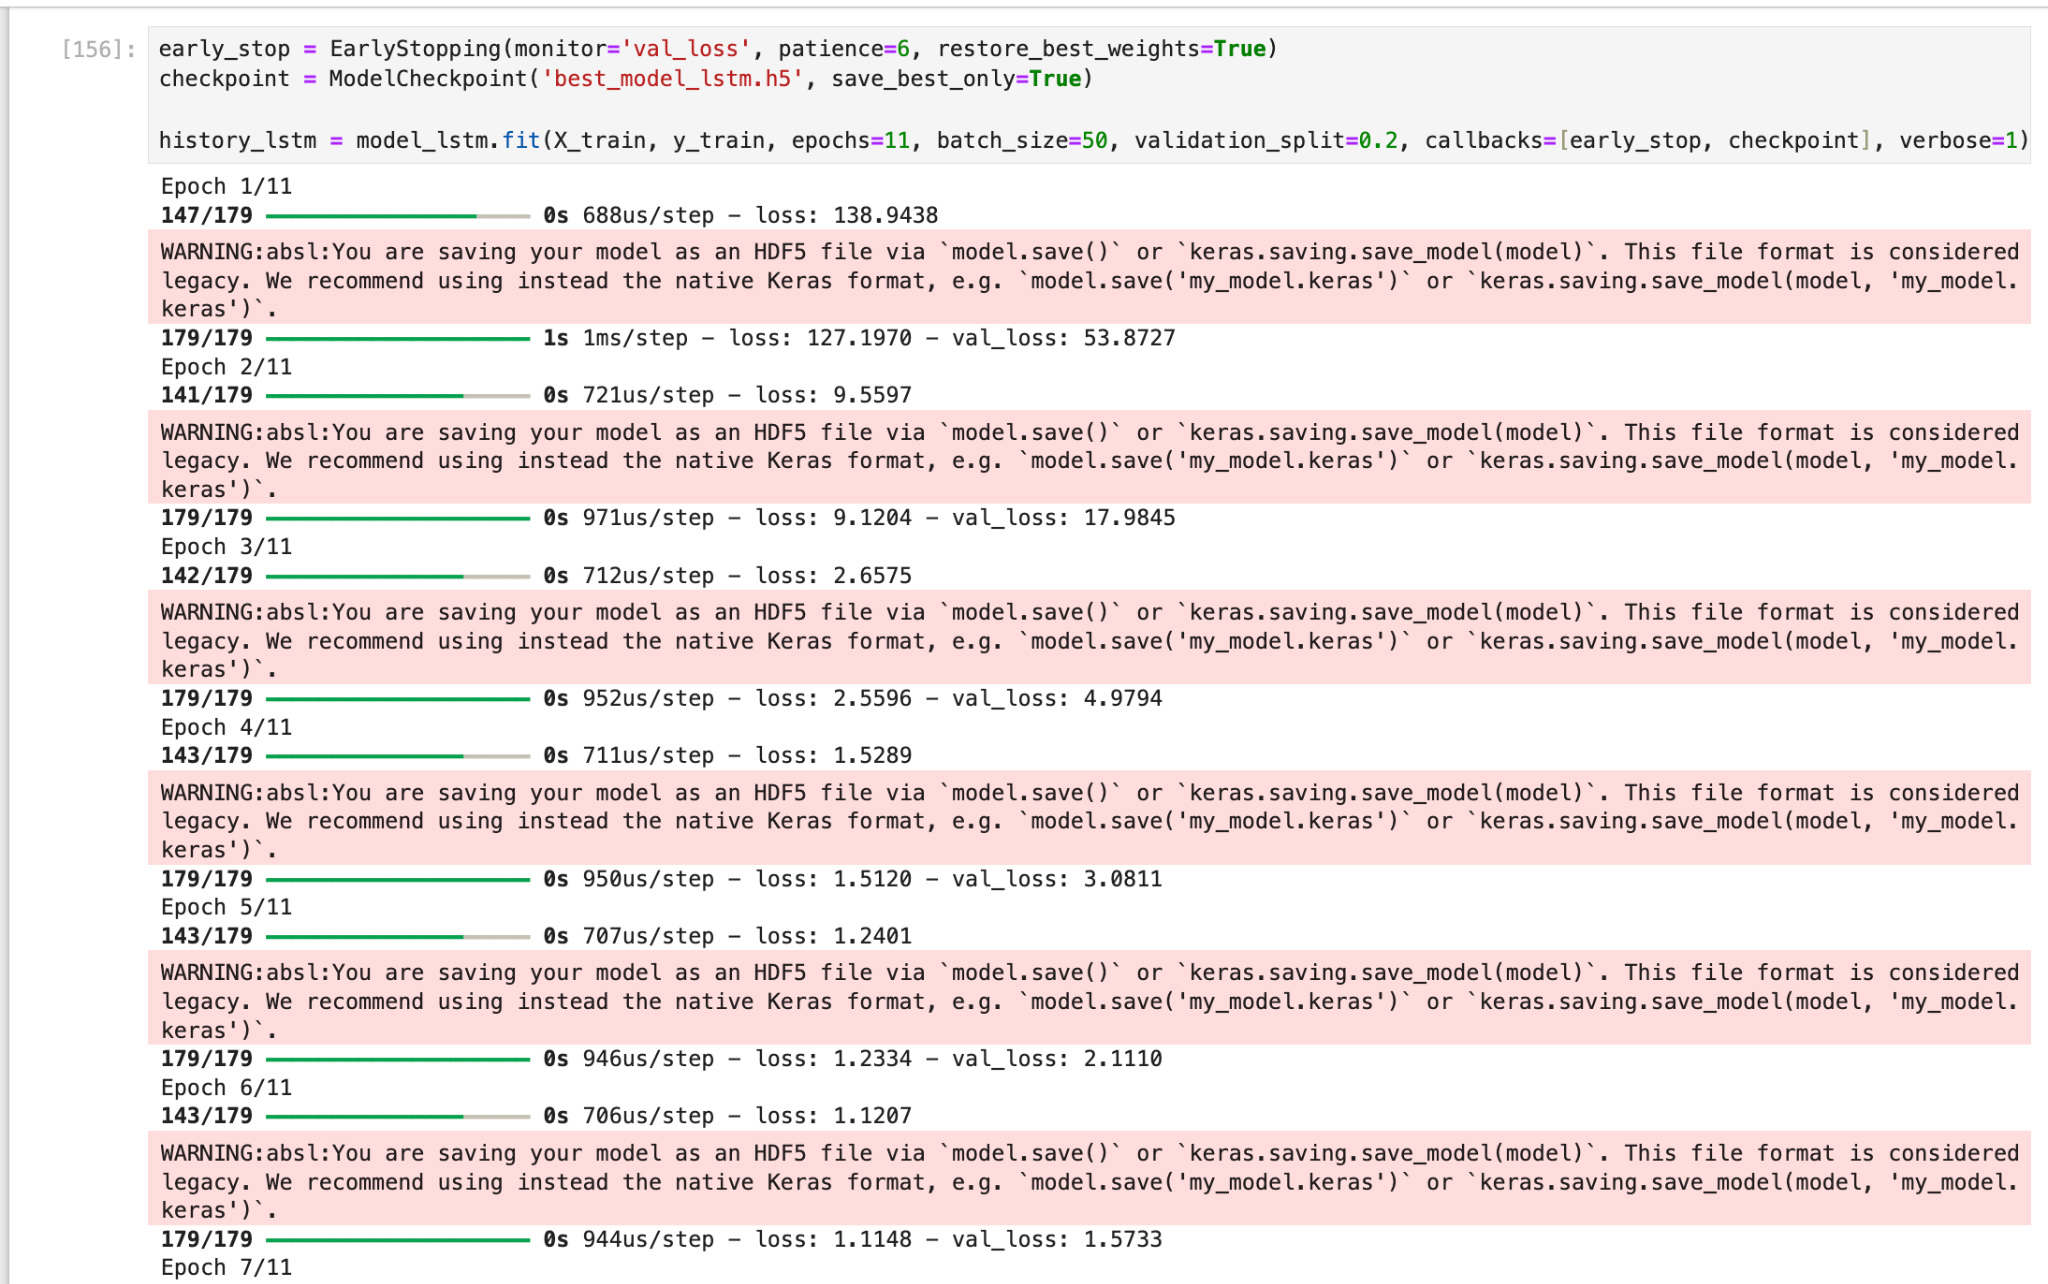 [156]: early_stop = EarlyStopping(monitor='val_loss', patience=6, restore_best_weights=True)
checkpoint = ModelCheckpoint('best_model_lstm.h5', save_best_only=True)
history_lstm = model_lstm.fit(X_train, y_train, epochs=11, batch_size=50, validation_split=0.2, callbacks=[early_stop, checkpoint], verbose=1)
Epoch 1/11
147/179 0s 688us/step – loss: 138.9438
WARNING:absl:You are saving your model as an HDF5 file via `model.save()` or `keras.saving.save_model(model)`. This file format is considered
legacy. We recommend using instead the native Keras format, e.g. `model.save('my_model.keras')` or `keras.saving.save_model(model, 'my_model.
keras')`.
179/179 1s 1ms/step – loss: 127.1970 – val_loss: 53.8727
Epoch 2/11
141/179 0s 721us/step – loss: 9.5597
WARNING:absl:You are saving your model as an HDF5 file via `model.save()` or `keras.saving.save_model(model)`. This file format is considered
legacy. We recommend using instead the native Keras format, e.g. `model.save('my_model.keras')` or `keras.saving.save_model(model, 'my_model.
keras')`.
179/179 0s 971us/step – loss: 9.1204 – val_loss: 17.9845
Epoch 3/11
142/179 0s 712us/step – loss: 2.6575
WARNING:absl:You are saving your model as an HDF5 file via `model.save()` or `keras.saving.save_model(model)`. This file format is considered
legacy. We recommend using instead the native Keras format, e.g. `model.save('my_model.keras')` or `keras.saving.save_model(model, 'my_model.
keras')`.
179/179 0s 952us/step – loss: 2.5596 – val_loss: 4.9794
Epoch 4/11
143/179 0s 711us/step – loss: 1.5289
WARNING:absl:You are saving your model as an HDF5 file via `model.save()` or `keras.saving.save_model(model)`. This file format is considered
legacy. We recommend using instead the native Keras format, e.g. `model.save('my_model.keras')` or `keras.saving.save_model(model, 'my_model.
keras')`.
179/179 0s 950us/step – loss: 1.5120 – val_loss: 3.0811
Epoch 5/11
143/179 0s 707us/step – loss: 1.2401
WARNING:absl:You are saving your model as an HDF5 file via `model.save()` or `keras.saving.save_model(model)`. This file format is considered
legacy. We recommend using instead the native Keras format, e.g. `model.save('my_model.keras')` or `keras.saving.save_model(model, 'my_model.
keras')`.
179/179 0s 946us/step – loss: 1.2334 – val_loss: 2.1110
Epoch 6/11
143/179 0s 706us/step – loss: 1.1207
WARNING:absl:You are saving your model as an HDF5 file via `model.save()` or `keras.saving.save_model(model)`. This file format is considered
legacy. We recommend using instead the native Keras format, e.g. `model.save('my_model.keras')` or `keras.saving.save_model(model, 'my_model.
keras')`.
179/179 0s 944us/step – loss: 1.1148 – val_loss: 1.5733
Epoch 7/11